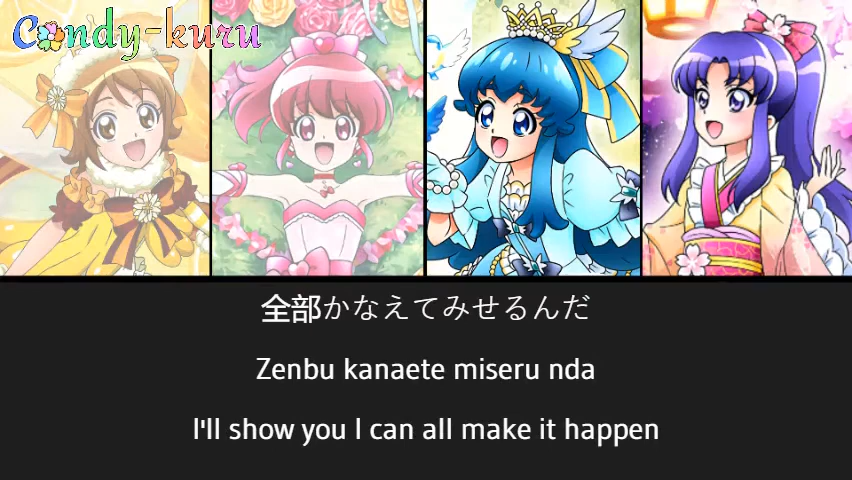 Candy-kuru
全部かなえてみせるんだ
Zenbu kanaete miseru nda
I'll show you I can all make it happen